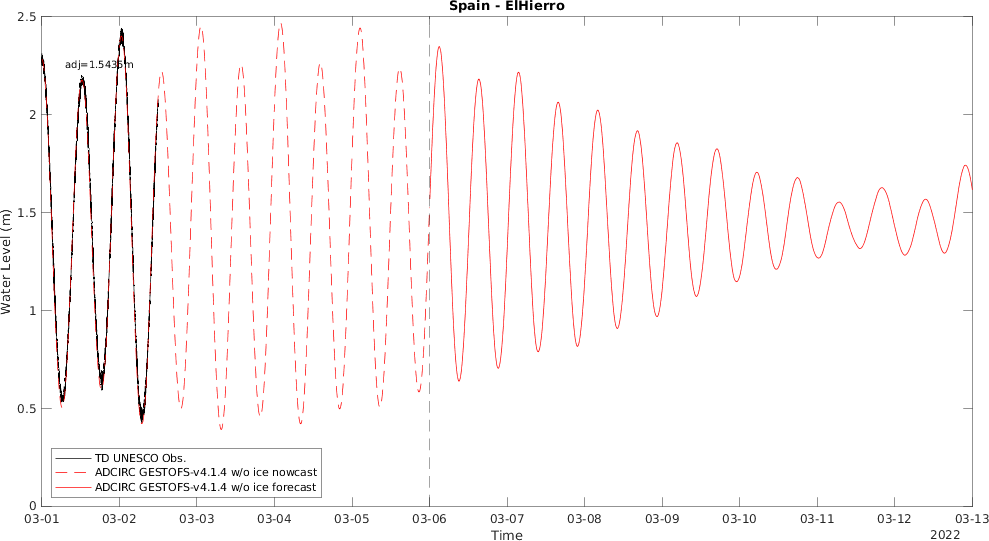 Spain - ElHierro
Water Level (m)
2.5
2
1.5
1
0.5
0
adj=1.5435m
TD UNESCO Obs.
ADCIRC GESTOFS-v4.1.4 w/o ice nowcast
ADCIRC GESTOFS-v4.1.4 w/o ice forecast
03-01 03-02 03-03 03-04 03-05 03-06 03-07 03-08 03-09 03-10 03-11 03-12 03-13
Time
2022